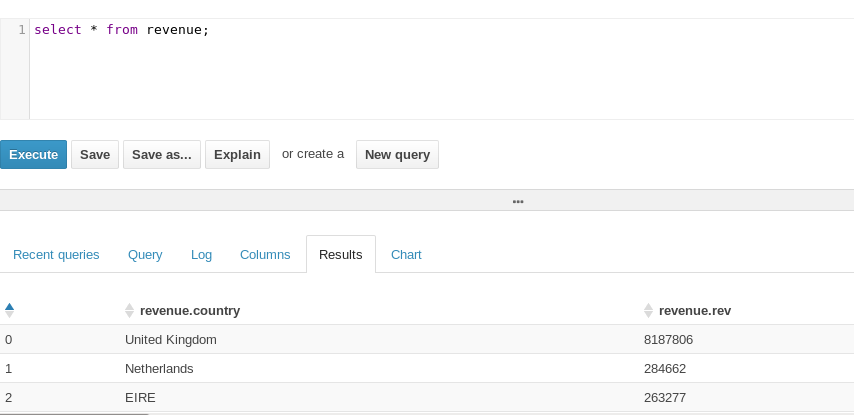 1 select * from revenue;
Execute Save Save as... Explain or create a New query
Recent queries Query Log Columns Results Chart
revenue.country revenue.rev
0 United Kingdom 8187806
1 Netherlands 284662
2 EIRE 263277